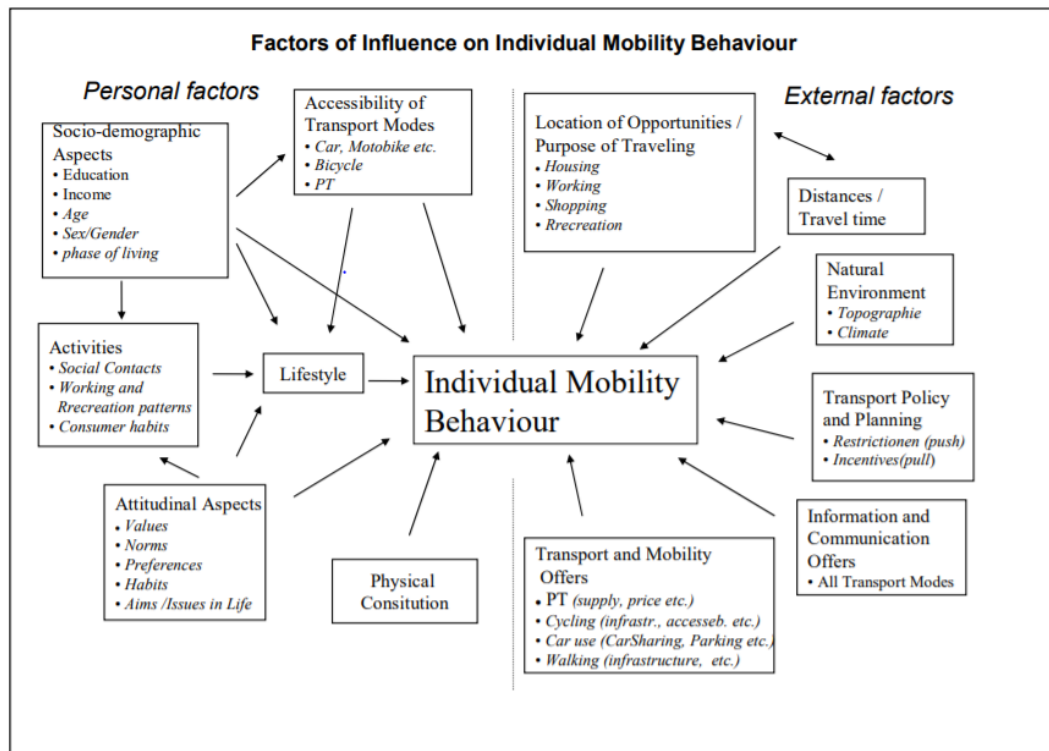 Factors of Influence on Individual Mobility Behaviour
Personal factors
External factors
Socio-demographic
Aspects
• Education
• Income
• Age
• Sex/Gender
• phase of living
Accessibility of
Transport Modes
• Car, Motobike etc.
• Bicycle
• PT
Location of Opportunities /
Purpose of Traveling
• Housing
• Working
• Shopping
• Rrecreation
Distances /
Travel time
Natural
Environment
• Topographie
• Climate
Activities
• Social Contacts
• Working and
Rrecreation patterns
• Consumer habits
Lifestyle
Individual Mobility
Behaviour
Transport Policy
and Planning
• Restrictionen (push)
• Incentives(pull)
Attitudinal Aspects
• Values
• Norms
• Preferences
• Habits
• Aims /Issues in Life
Physical
Consitution
Transport and Mobility
Offers
• PT (supply, price etc.)
• Cycling (infrastr., accesseb. etc.)
• Car use (CarSharing, Parking etc.)
• Walking (infrastructure, etc.)
Information and
Communication
Offers
• All Transport Modes